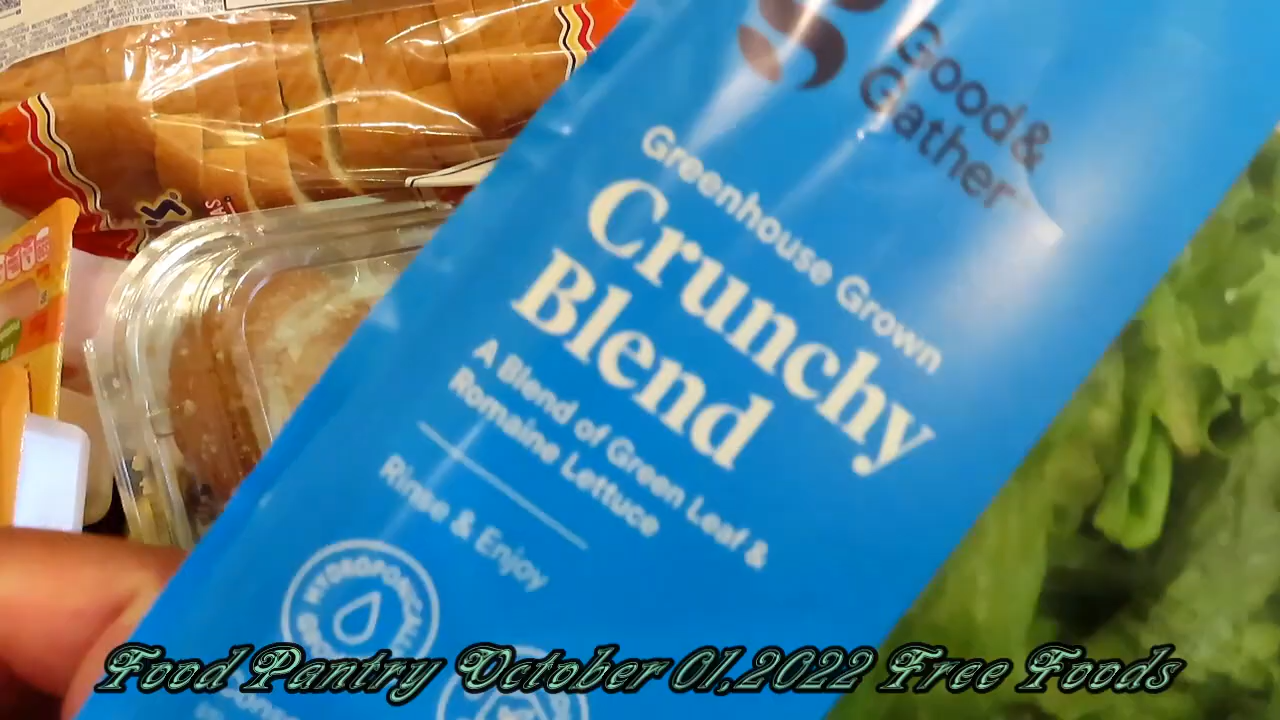 Good&
Gather
Greenhouse Grown
Crunchy
Blend
A Blend of Green Leaf &
Romaine Lettuce
Rinse & Enjoy
HYDROPONICALLY
Food Pantry October 01,2022 Free Foods